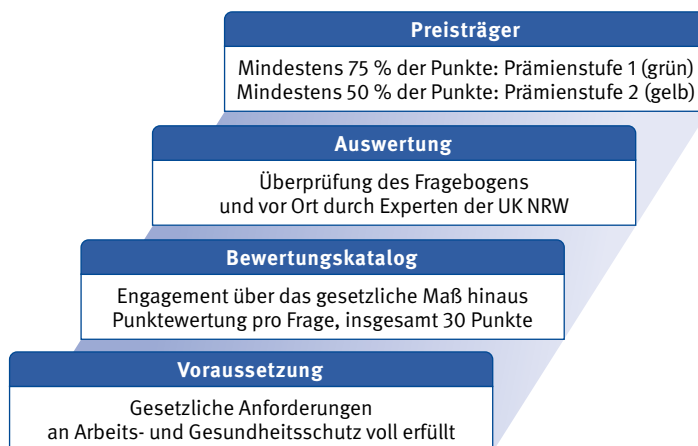 Preisträger
Mindestens 75 % der Punkte: Prämienstufe 1 (grün)
Mindestens 50 % der Punkte: Prämienstufe 2 (gelb)
Auswertung
Überprüfung des Fragebogens
und vor Ort durch Experten der UK NRW
Bewertungskatalog
Engagement über das gesetzliche Maß hinaus
Punktewertung pro Frage, insgesamt 30 Punkte
Voraussetzung
Gesetzliche Anforderungen
an Arbeits- und Gesundheitsschutz voll erfüllt